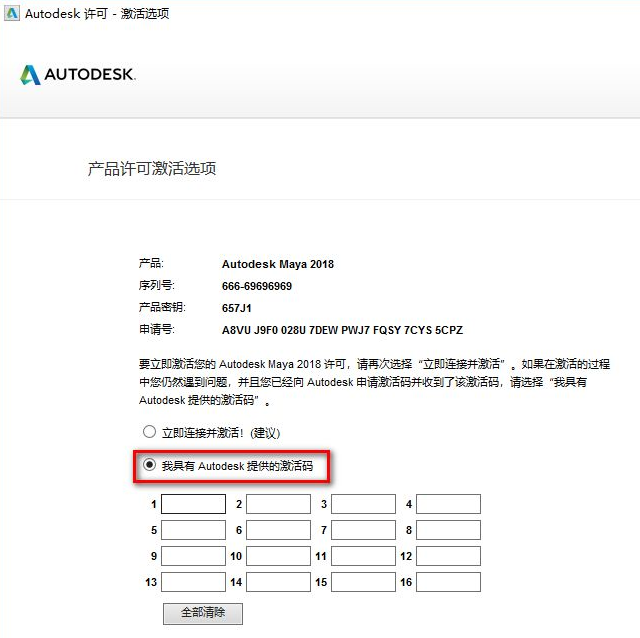 Autodesk 许可 - 激活选项
AUTODESK.
产品许可激活选项
产品: Autodesk Maya 2018
序列号: 666-69696969
产品密钥: 657J1
申请号: A8VU J9F0 028U 7DEW PWJ7 FQSY 7CYS 5CPZ
要立即激活您的 Autodesk Maya 2018 许可，请再次选择“立即连接并激活”。如果在激活的过程
中您仍然遇到问题，并且您已经向 Autodesk 申请激活码并收到了该激活码，请选择“我具有
Autodesk 提供的激活码”。
立即连接并激活! (建议)
我具有 Autodesk 提供的激活码
1 2 3 4
5 6 7 8
9 10 11 12
13 14 15 16
全部清除